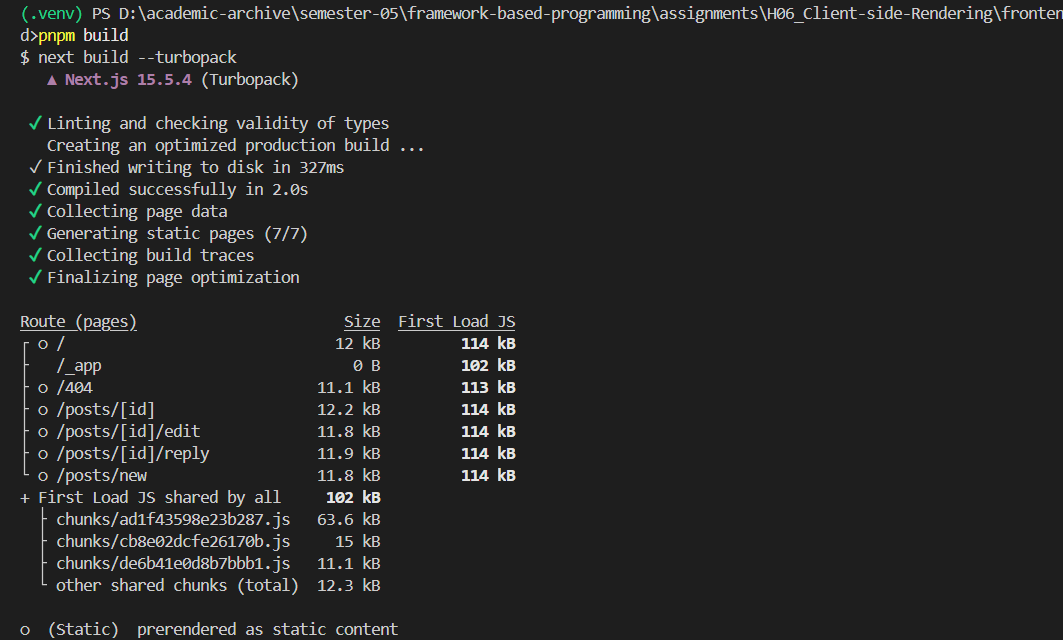 (.venv) PS D:\academic-archive\semester-05\framework-based-programming\assignments\H06_Client-side-Rendering\fronten
d>pnpm build
$ next build --turbopack
▲ Next.js 15.5.4 (Turbopack)
✓ Linting and checking validity of types
Creating an optimized production build ...
✓ Finished writing to disk in 327ms
✓ Compiled successfully in 2.0s
✓ Collecting page data
✓ Generating static pages (7/7)
✓ Collecting build traces
✓ Finalizing page optimization
Route (pages) Size First Load JS
┌ ○ / 12 kB 114 kB
├ /_app 0 B 102 kB
├ ○ /404 11.1 kB 113 kB
├ ○ /posts/[id] 12.2 kB 114 kB
├ ○ /posts/[id]/edit 11.8 kB 114 kB
├ ○ /posts/[id]/reply 11.9 kB 114 kB
└ ○ /posts/new 11.8 kB 114 kB
+ First Load JS shared by all 102 kB
├ chunks/ad1f43598e23b287.js 63.6 kB
├ chunks/cb8e02dcfe26170b.js 15 kB
├ chunks/de6b41e0d8b7bbb1.js 11.1 kB
└ other shared chunks (total) 12.3 kB
○ (Static) prerendered as static content